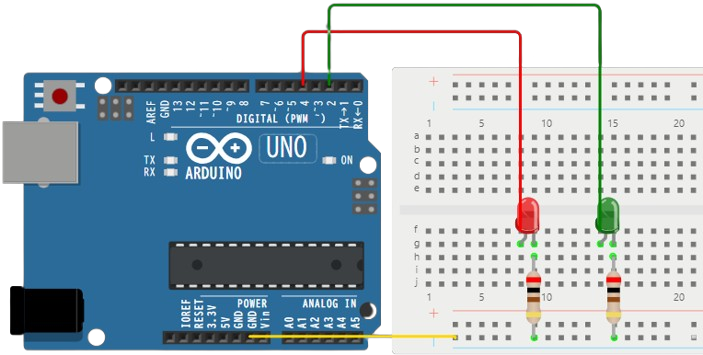 AREF
GND
13
12
~11
~10
~9
8
7
~6
~5
4
~3
2
TX→1
RX←0
DIGITAL (PWM ~)
L
TX
RX
UNO
ON
ARDUINO
IOREF
RESET
3.3V
5V
GND
GND
Vin
POWER
ANALOG IN
A0
A1
A2
A3
A4
A5
+
1 5 10 15 20
a
b
c
d
e
f
g
h
i
j
1 5 10 15 20
+